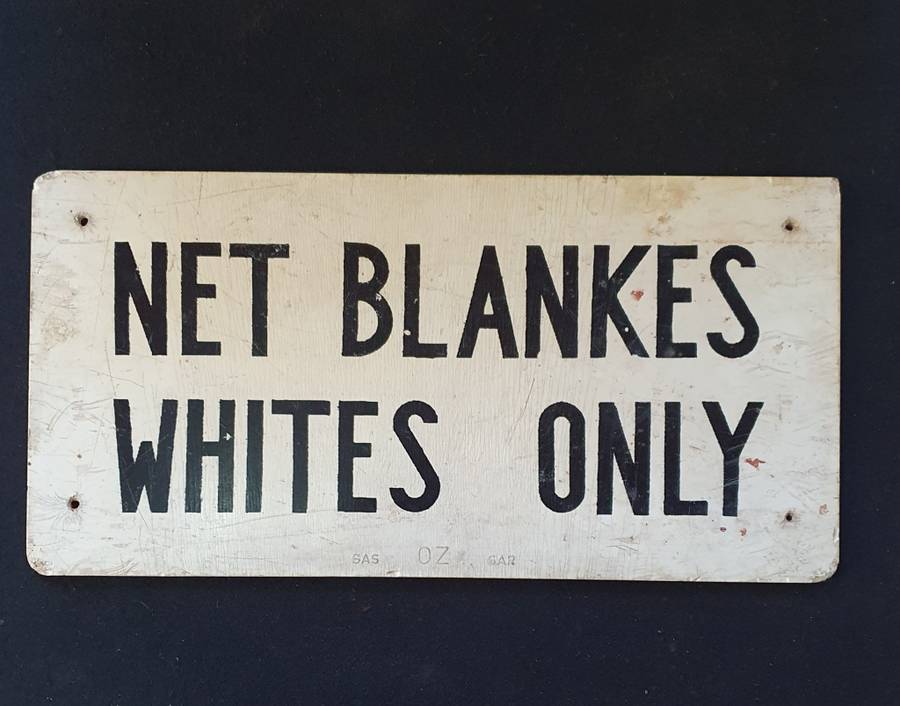 NET BLANKES
WHITES ONLY
SAS OZ SAR